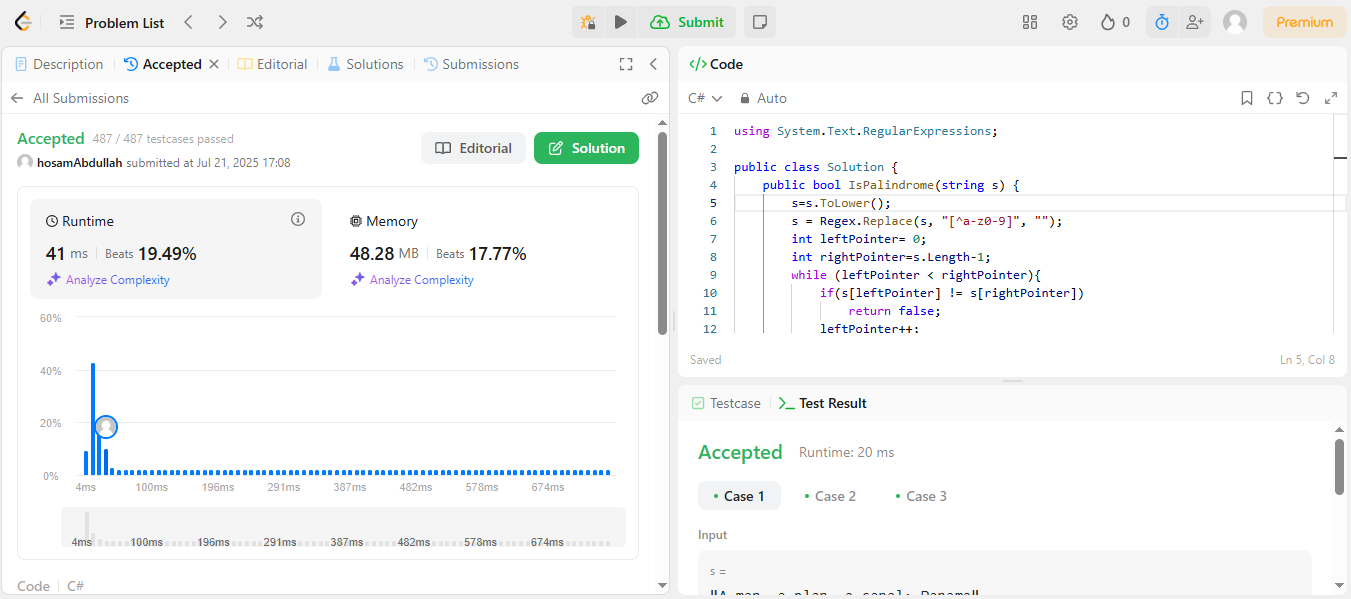 Problem List
Submit
0
Premium
Description
Accepted
Editorial
Solutions
Submissions
All Submissions
Accepted 487 / 487 testcases passed
hosamAbdullah submitted at Jul 21, 2025 17:08
Editorial
Solution
Runtime
41 ms Beats 19.49%
Analyze Complexity
Memory
48.28 MB Beats 17.77%
Analyze Complexity
60%
40%
20%
0%
4ms 100ms 196ms 291ms 387ms 482ms 578ms 674ms
4ms 100ms 196ms 291ms 387ms 482ms 578ms 674ms
Code C#
</> Code
C# Auto
1 using System.Text.RegularExpressions;
2
3 public class Solution {
4 public bool IsPalindrome(string s) {
5 s=s.ToLower();
6 s = Regex.Replace(s, "[^a-z0-9]", "");
7 int leftPointer= 0;
8 int rightPointer=s.Length-1;
9 while (leftPointer < rightPointer){
10 if(s[leftPointer] != s[rightPointer])
11 return false;
12 leftPointer++;
Saved
Ln 5, Col 8
Testcase
Test Result
Accepted Runtime: 20 ms
Case 1
Case 2
Case 3
Input
s =
"A man, a plan, a canal: Panama"